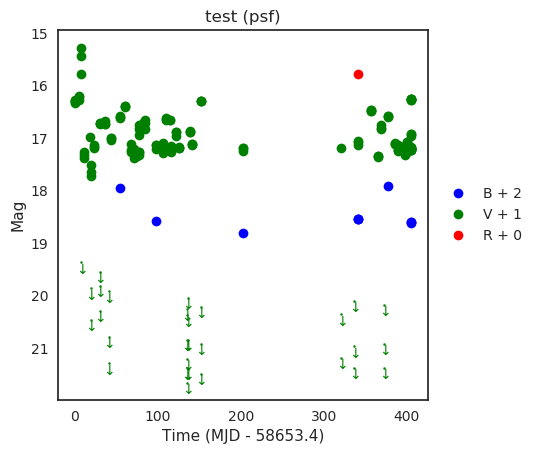 test (psf)
15
16
17
18
19
20
21
Mag
0
100
200
300
400
Time (MJD - 58653.4)
B + 2
V + 1
R + 0